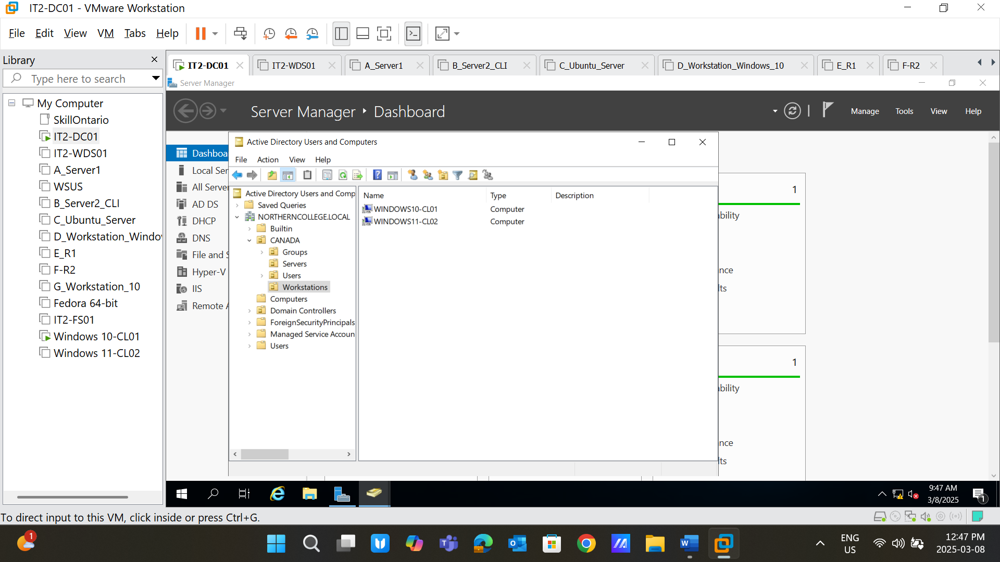 IT2-DC01 - VMware Workstation
File Edit View VM Tabs Help
Library
Type here to search
My Computer
SkillOntario
IT2-DC01
IT2-WDS01
A_Server1
WSUS
B_Server2_CLI
C_Ubuntu_Server
D_Workstation_Windo
E_R1
F-R2
G_Workstation_10
Fedora 64-bit
IT2-FS01
Windows 10-CL01
Windows 11-CL02
IT2-DC01 IT2-WDS01 A_Server1 B_Server2_CLI C_Ubuntu_Server D_Workstation_Windows_10 E_R1 F-R2
Server Manager
Server Manager Dashboard
Manage Tools View Help
Dashboa
Local Ser
All Server
AD DS
DHCP
DNS
File and S
Hyper-V
IIS
Remote A
Active Directory Users and Computers
File Action View Help
Active Directory Users and Comp
Saved Queries
NORTHERNCOLLEGE.LOCAL
Builtin
CANADA
Groups
Servers
Users
Workstations
Computers
Domain Controllers
ForeignSecurityPrincipals
Managed Service Accoun
Users
Name Type Description
WINDOWS10-CL01 Computer
WINDOWS11-CL02 Computer
1
bility
nce
lts
1
bility
nce
lts
9:47 AM
3/8/2025
1
To direct input to this VM, click inside or press Ctrl+G.
1
ENG
US
12:47 PM
2025-03-08